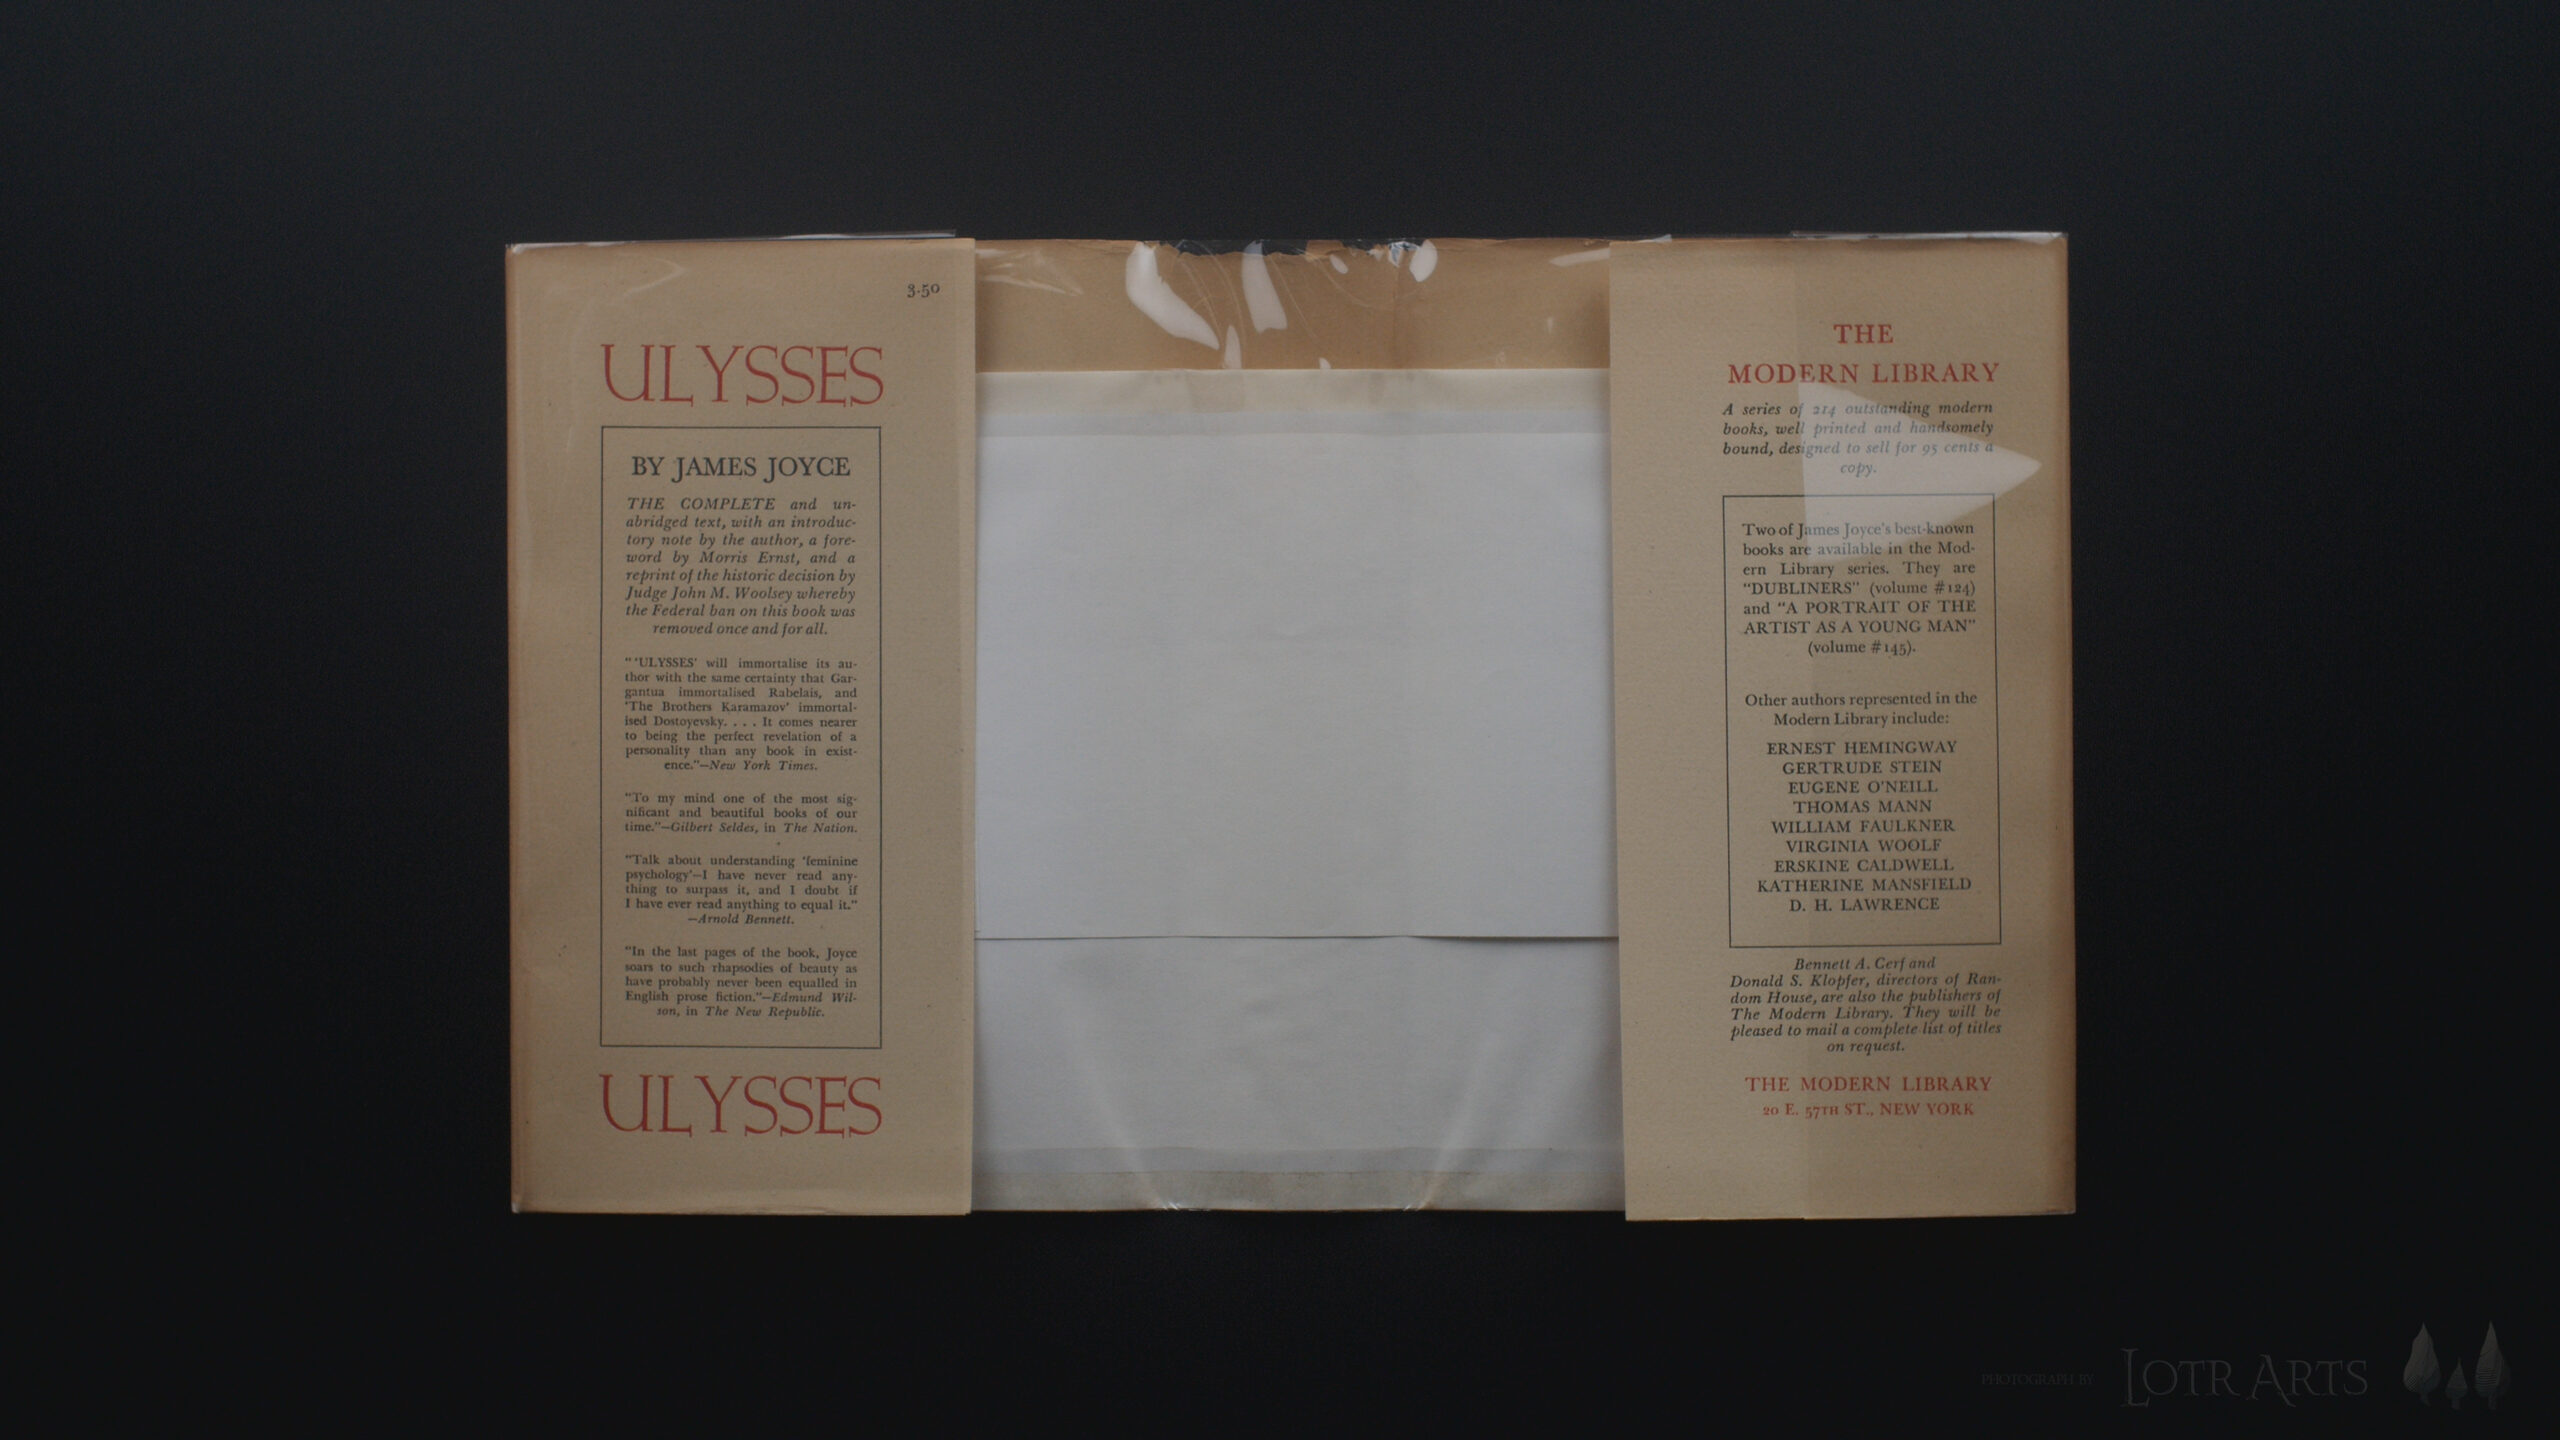 3.50
ULYSSES
BY JAMES JOYCE
THE COMPLETE and un-
abridged text, with an introduc-
tory note by the author, a fore-
word by Morris Ernst, and a
reprint of the historic decision by
Judge John M. Woolsey whereby
the Federal ban on this book was
removed once and for all.
"'ULYSSES' will immortalise its au-
thor with the same certainty that Gar-
gantua immortalised Rabelais, and
'The Brothers Karamazov' immortal-
ised Dostoyevsky. . . . It comes nearer
to being the perfect revelation of a
personality than any book in exist-
ence."—New York Times.
"To my mind one of the most sig-
nificant and beautiful books of our
time."—Gilbert Seldes, in The Nation.
"Talk about understanding 'feminine
psychology'—I have never read any-
thing to surpass it, and I doubt if
I have ever read anything to equal it."
—Arnold Bennett.
"In the last pages of the book, Joyce
soars to such rhapsodies of beauty as
have probably never been equalled in
English prose fiction."—Edmund Wil-
son, in The New Republic.
ULYSSES
THE
MODERN LIBRARY
A series of 214 outstanding modern
books, well printed and handsomely
bound, designed to sell for 95 cents a
copy.
Two of James Joyce's best-known
books are available in the Mod-
ern Library series. They are
"DUBLINERS" (volume #124)
and "A PORTRAIT OF THE
ARTIST AS A YOUNG MAN"
(volume #145).
Other authors represented in the
Modern Library include:
ERNEST HEMINGWAY
GERTRUDE STEIN
EUGENE O'NEILL
THOMAS MANN
WILLIAM FAULKNER
VIRGINIA WOOLF
ERSKINE CALDWELL
KATHERINE MANSFIELD
D. H. LAWRENCE
Bennett A. Cerf and
Donald S. Klopfer, directors of Ran-
dom House, are also the publishers of
The Modern Library. They will be
pleased to mail a complete list of titles
on request.
THE MODERN LIBRARY
20 E. 57TH ST., NEW YORK
PHOTOGRAPH BY LOTR ARTS